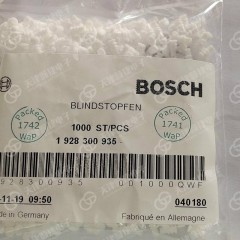 BOSCH
BLINDSTOPFEN
Packed 1742 WaP
1000 ST/PCS
Packed 1741 WaP
1 928 300 935
928300935 001000QWF
-11-19 09:50
040180
de in Germany
Fabriqué en Allemagne